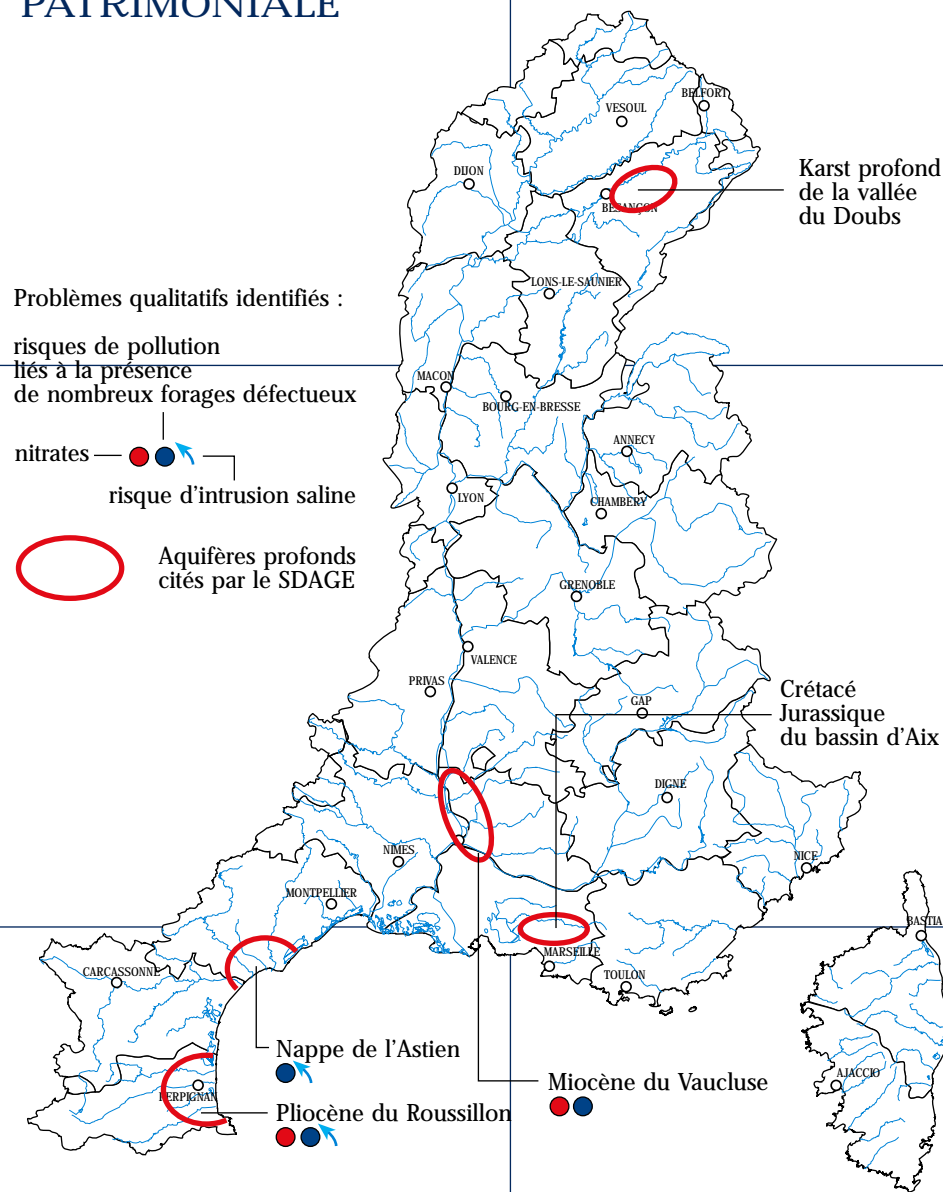 PATRIMONIALE
BELFORT
VESOUL
DIJON
BESANÇON
Karst profond
de la vallée
du Doubs
LONS-LE-SAUNIER
Problèmes qualitatifs identifiés :
risques de pollution
liés à la présence
de nombreux forages défectueux
nitrates
risque d'intrusion saline
Aquifères profonds
cités par le SDAGE
MACON
BOURG-EN-BRESSE
ANNECY
LYON
CHAMBERY
GRENOBLE
VALENCE
PRIVAS
GAP
Crétacé
Jurassique
du bassin d'Aix
DIGNE
NIMES
NICE
MONTPELLIER
BASTIA
MARSEILLE
CARCASSONNE
TOULON
Nappe de l'Astien
Miocène du Vaucluse
AJACCIO
PERPIGNAN
Pliocène du Roussillon